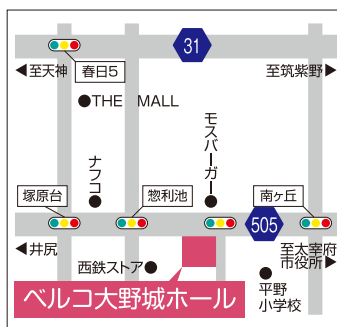 31
◀至天神
春日5
至筑紫野▶
●THE MALL
モスバーガー
ナフコ
塚原台
惣利池
南ヶ丘
505
◀井尻
西鉄ストア●
至太宰府
市役所▶
平野
小学校
ベルコ大野城ホール